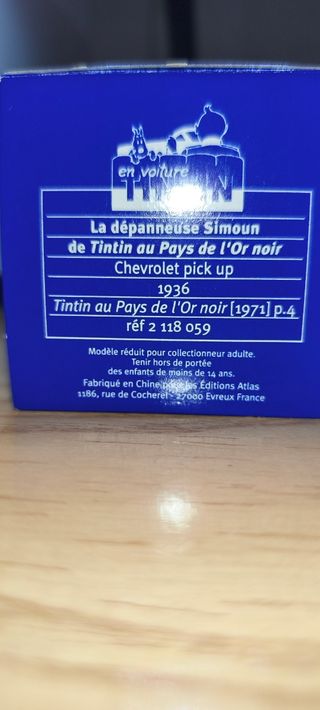 en voiture
TINTIN
La dépanneuse Simoun
de Tintin au Pays de l'Or noir
Chevrolet pick up
1936
Tintin au Pays de l'Or noir [1971] p.4
réf 2 118 059
Modèle réduit pour collectionneur adulte.
Tenir hors de portée
des enfants de moins de 14 ans.
Fabriqué en Chine pour les Éditions Atlas
1186, rue de Cocherel - 27000 Evreux France